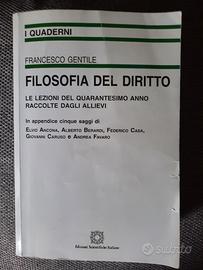 I QUADERNI
FRANCESCO GENTILE
FILOSOFIA DEL DIRITTO
LE LEZIONI DEL QUARANTESIMO ANNO
RACCOLTE DAGLI ALLIEVI
In appendice cinque saggi di
ELVIO ANCONA, ALBERTO BERARDI, FEDERICO CASA,
GIOVANNI CARUSO e ANDREA FAVARO
Edizioni Scientifiche Italiane
subito